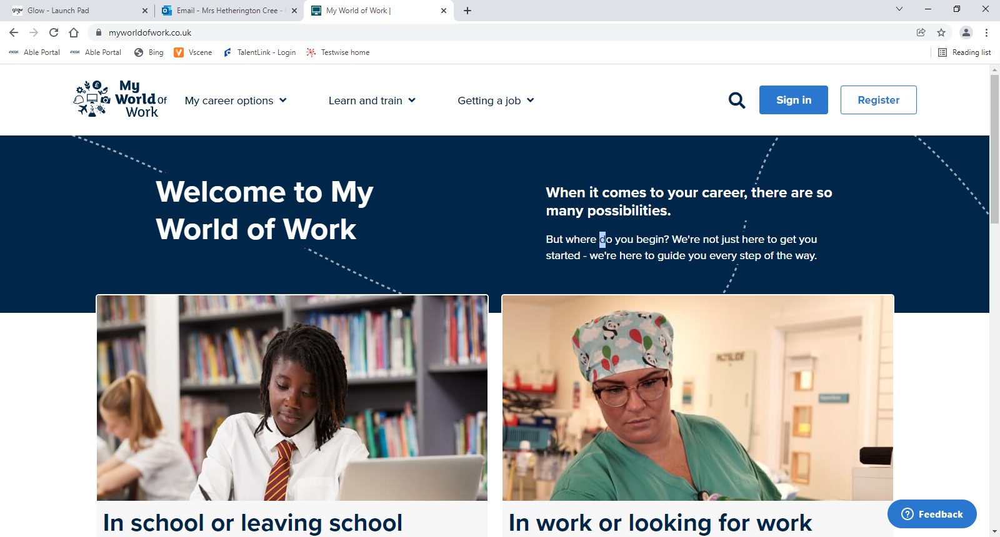 glow Glow - Launch Pad
Email - Mrs Hetherington Cree -
My World of Work |
myworldofwork.co.uk
Able Portal
Able Portal
Bing
Vscene
TalentLink - Login
Testwise home
Reading list
My
World OF
Work
My career options
Learn and train
Getting a job
Sign in
Register
Welcome to My
World of Work
When it comes to your career, there are so
many possibilities.
But where do you begin? We're not just here to get you
started - we're here to guide you every step of the way.
In school or leaving school
In work or looking for work
Feedback